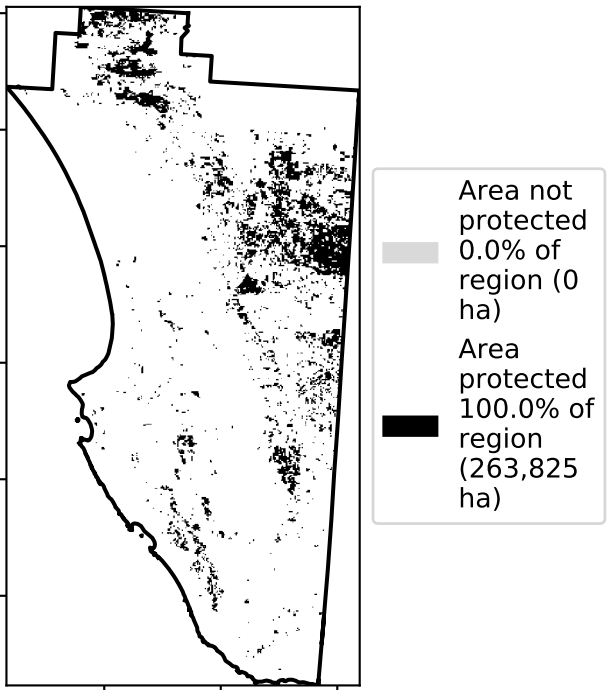 Area not
protected
0.0% of
region (0
ha)
Area
protected
100.0% of
region
(263,825
ha)